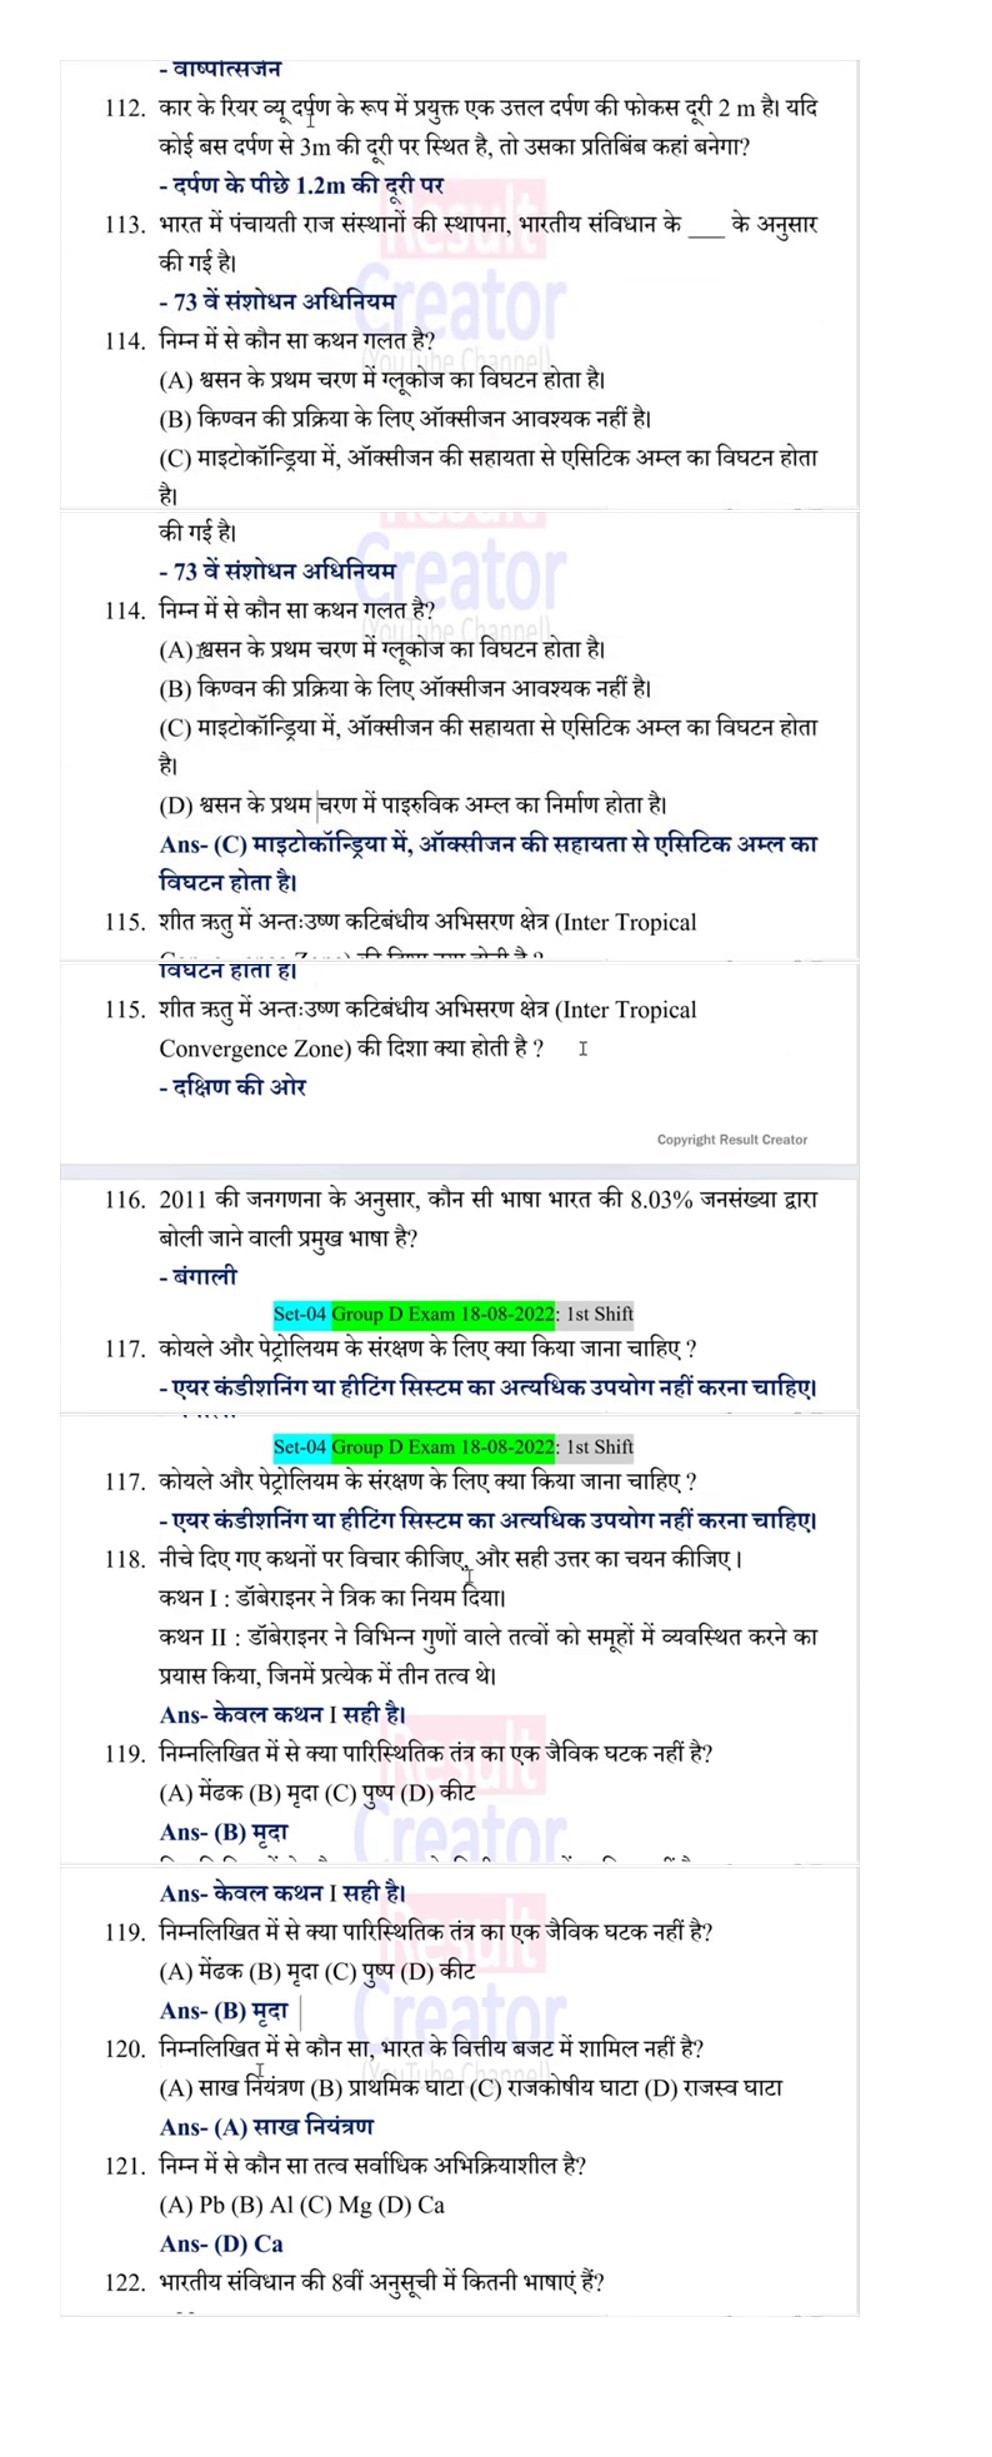 - वाष्पोत्सर्जन
112. कार के रियर व्यू दर्पण के रूप में प्रयुक्त एक उत्तल दर्पण की फोकस दूरी 2 m है। यदि
कोई बस दर्पण से 3m की दूरी पर स्थित है, तो उसका प्रतिबिंब कहां बनेगा?
- दर्पण के पीछे 1.2m की दूरी पर
113. भारत में पंचायती राज संस्थानों की स्थापना, भारतीय संविधान के ___ के अनुसार
की गई है।
- 73 वें संशोधन अधिनियम
114. निम्न में से कौन सा कथन गलत है?
(A) श्वसन के प्रथम चरण में ग्लूकोज का विघटन होता है।
(B) किण्वन की प्रक्रिया के लिए ऑक्सीजन आवश्यक नहीं है।
(C) माइटोकॉन्ड्रिया में, ऑक्सीजन की सहायता से एसिटिक अम्ल का विघटन होता
है।
Result
Creator
(YouTube Channel)
की गई है।
- 73 वें संशोधन अधिनियम
114. निम्न में से कौन सा कथन गलत है?
(A) श्वसन के प्रथम चरण में ग्लूकोज का विघटन होता है।
(B) किण्वन की प्रक्रिया के लिए ऑक्सीजन आवश्यक नहीं है।
(C) माइटोकॉन्ड्रिया में, ऑक्सीजन की सहायता से एसिटिक अम्ल का विघटन होता
है।
(D) श्वसन के प्रथम चरण में पाइरुविक अम्ल का निर्माण होता है।
Ans- (C) माइटोकॉन्ड्रिया में, ऑक्सीजन की सहायता से एसिटिक अम्ल का
विघटन होता है।
115. शीत ऋतु में अन्तःउष्ण कटिबंधीय अभिसरण क्षेत्र (Inter Tropical
Creator
(YouTube Channel)
विघटन होता है।
115. शीत ऋतु में अन्तःउष्ण कटिबंधीय अभिसरण क्षेत्र (Inter Tropical
Convergence Zone) की दिशा क्या होती है ?
- दक्षिण की ओर
Copyright Result Creator
116. 2011 की जनगणना के अनुसार, कौन सी भाषा भारत की 8.03% जनसंख्या द्वारा
बोली जाने वाली प्रमुख भाषा है?
- बंगाली
Set-04 Group D Exam 18-08-2022: 1st Shift
117. कोयले और पेट्रोलियम के संरक्षण के लिए क्या किया जाना चाहिए ?
- एयर कंडीशनिंग या हीटिंग सिस्टम का अत्यधिक उपयोग नहीं करना चाहिए।
Set-04 Group D Exam 18-08-2022: 1st Shift
117. कोयले और पेट्रोलियम के संरक्षण के लिए क्या किया जाना चाहिए ?
- एयर कंडीशनिंग या हीटिंग सिस्टम का अत्यधिक उपयोग नहीं करना चाहिए।
118. नीचे दिए गए कथनों पर विचार कीजिए, और सही उत्तर का चयन कीजिए ।
कथन I : डॉबेराइनर ने त्रिक का नियम दिया।
कथन II : डॉबेराइनर ने विभिन्न गुणों वाले तत्वों को समूहों में व्यवस्थित करने का
प्रयास किया, जिनमें प्रत्येक में तीन तत्व थे।
Ans- केवल कथन I सही है।
119. निम्नलिखित में से क्या पारिस्थितिक तंत्र का एक जैविक घटक नहीं है?
(A) मेंढक (B) मृदा (C) पुष्प (D) कीट
Ans- (B) मृदा
Result
Creator
Ans- केवल कथन I सही है।
119. निम्नलिखित में से क्या पारिस्थितिक तंत्र का एक जैविक घटक नहीं है?
(A) मेंढक (B) मृदा (C) पुष्प (D) कीट
Ans- (B) मृदा
120. निम्नलिखित में से कौन सा, भारत के वित्तीय बजट में शामिल नहीं है?
(A) साख नियंत्रण (B) प्राथमिक घाटा (C) राजकोषीय घाटा (D) राजस्व घाटा
Ans- (A) साख नियंत्रण
121. निम्न में से कौन सा तत्व सर्वाधिक अभिक्रियाशील है?
(A) Pb (B) Al (C) Mg (D) Ca
Ans- (D) Ca
122. भारतीय संविधान की 8वीं अनुसूची में कितनी भाषाएं हैं?
Result
Creator
(YouTube Channel)